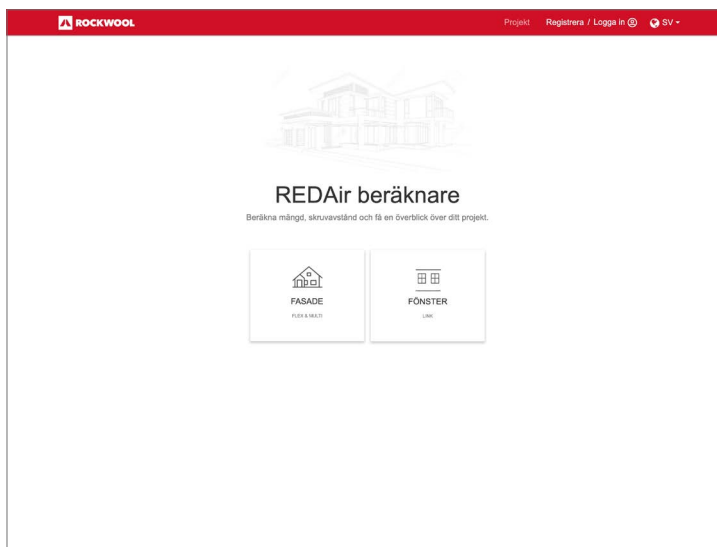 ROCKWOOL
Projekt Registrera / Logga in SV
REDAir beräknare
Beräkna mängd, skruvavstånd och få en överblick över ditt projekt.
FASADE
FLEX & MULTI
FÖNSTER
LINK